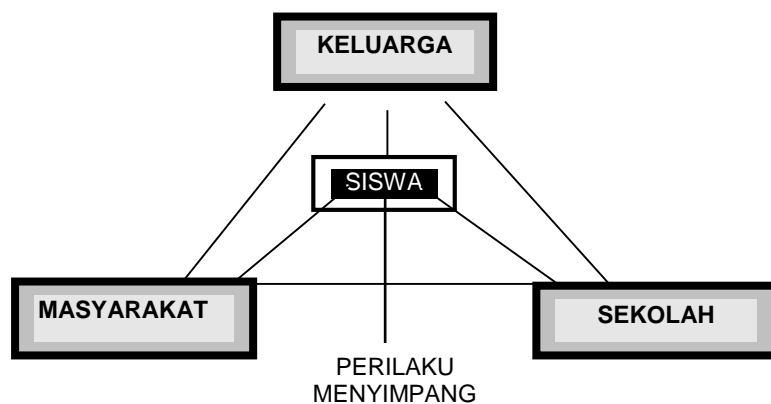 KELUARGA
SISWA
MASYARAKAT
SEKOLAH
PERILAKU
MENYIMPANG